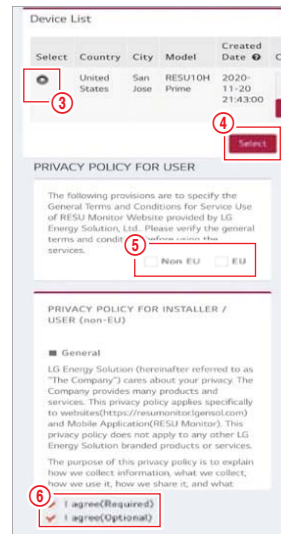 Device List
Select Country City Model Created Date ? C
United States San Jose RESU10H Prime 2020-11-20 21:43:00
③
④
Select
PRIVACY POLICY FOR USER
The following provisions are to specify the
General Terms and Conditions for Service Use
of RESU Monitor Website provided by LG
Energy Solution, Ltd.. Please verify the general
terms and conditions before using the
services.
⑤
Non EU EU
PRIVACY POLICY FOR INSTALLER /
USER (non-EU)
■ General
LG Energy Solution (hereinafter referred to as
"The Company") cares about your privacy. The
Company provides many products and
services. This privacy policy applies specifically
to websites(https://resumonitor.lgensol.com)
and Mobile Application(RESU Monitor). This
privacy policy does not apply to any other LG
Energy Solution branded products or services.
The purpose of this privacy policy is to explain
how we collect information, what we collect,
how we use it, how we share it, and what
⑥
I agree(Required)
I agree(Optional)